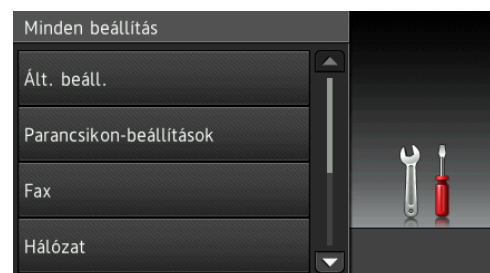 Minden beállítás
Ált. beáll.
Parancsikon-beállítások
Fax
Hálózat